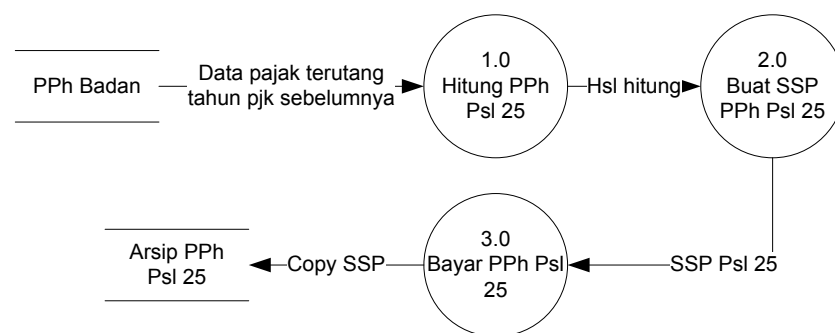 PPh Badan
Data pajak terutang
tahun pjk sebelumnya
1.0
Hitung PPh
Psl 25
Hsl hitung
2.0
Buat SSP
PPh Psl 25
SSP Psl 25
3.0
Bayar PPh Psl
25
Copy SSP
Arsip PPh
Psl 25